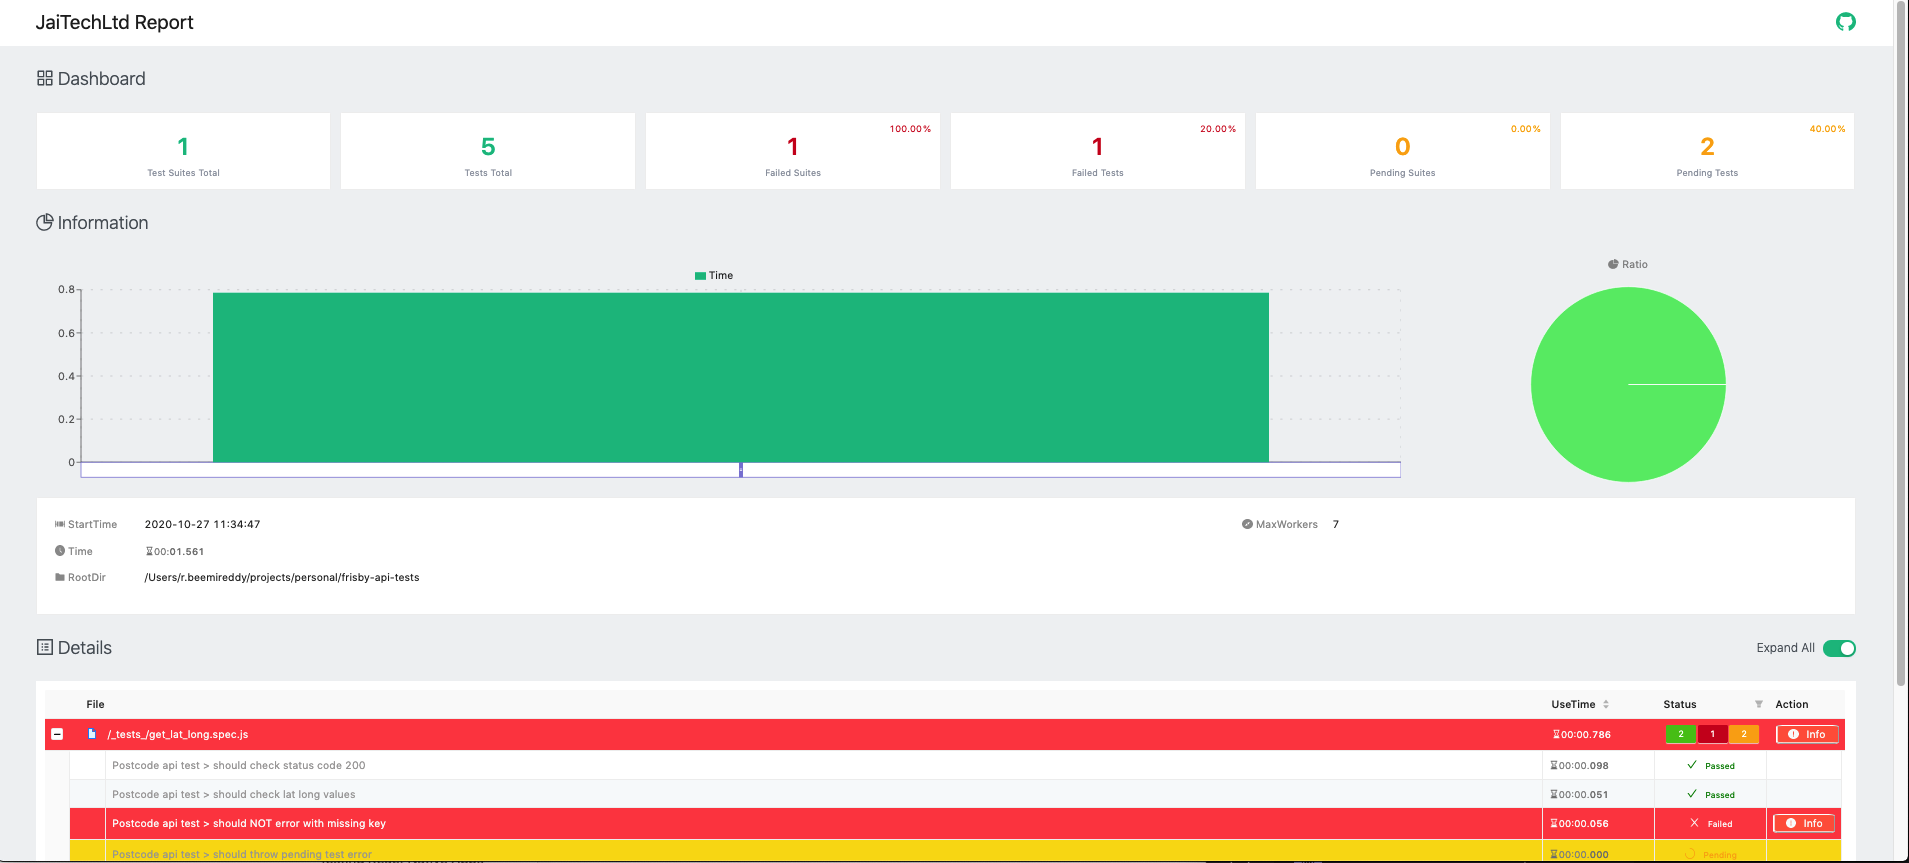 JaiTechLtd Report
Dashboard
100.00% 20.00% 0.00% 40.00%
1 5 1 1 0 2
Test Suites Total Tests Total Failed Suites Failed Tests Pending Suites Pending Tests
Information
Ratio
Time
0.8
0.6
0.4
0.2
0
StartTime 2020-10-27 11:34:47 MaxWorkers 7
Time 00:01.561
RootDir /Users/r.beemireddy/projects/personal/frisby-api-tests
Details Expand All
File UseTime Status Action
/_tests_/get_lat_long.spec.js 00:00.786 2 1 2 Info
Postcode api test > should check status code 200 00:00.098 Passed
Postcode api test > should check lat long values 00:00.051 Passed
Postcode api test > should NOT error with missing key 00:00.056 Failed Info
Postcode api test > should throw pending test error 00:00.000 Pending